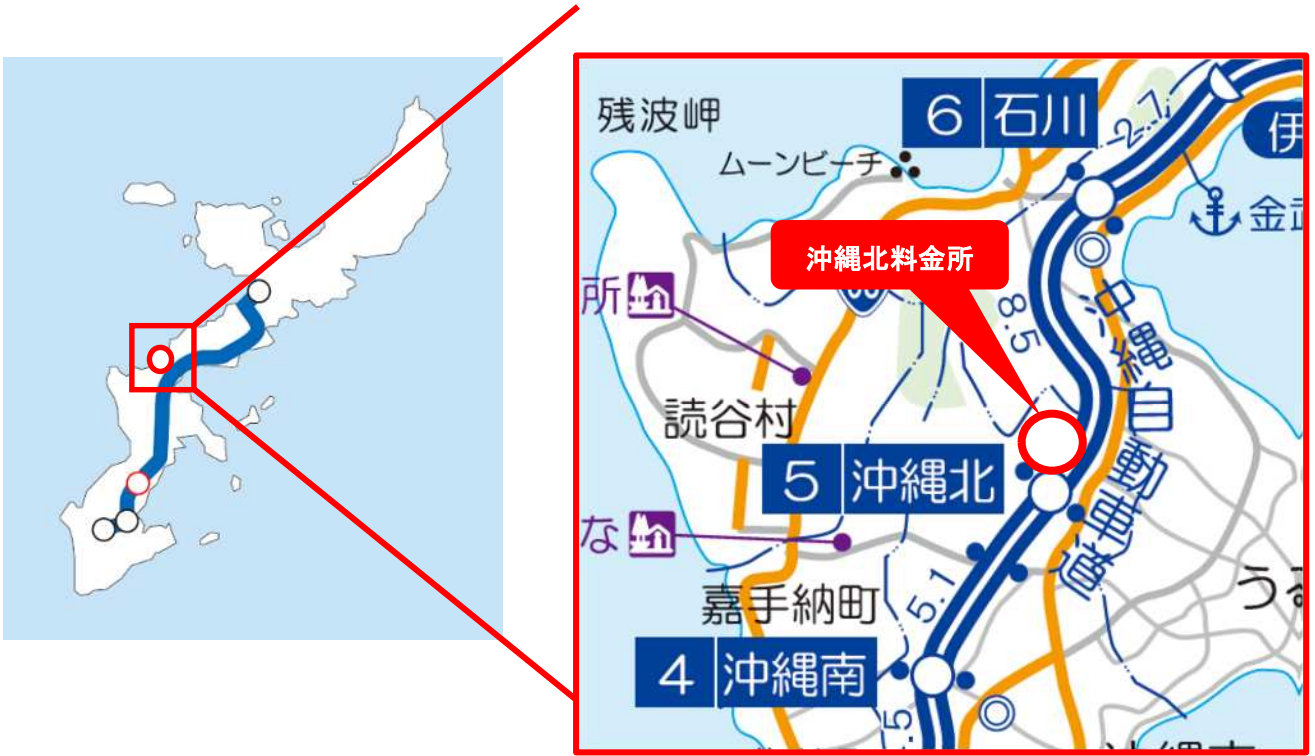 残波岬
6 石川
2.7
伊
ムーンビーチ
金武
沖縄北料金所
所
8.5
沖縄自動車道
読谷村
5 沖縄北
な
嘉手納町
5.1
うる
4 沖縄南
.5